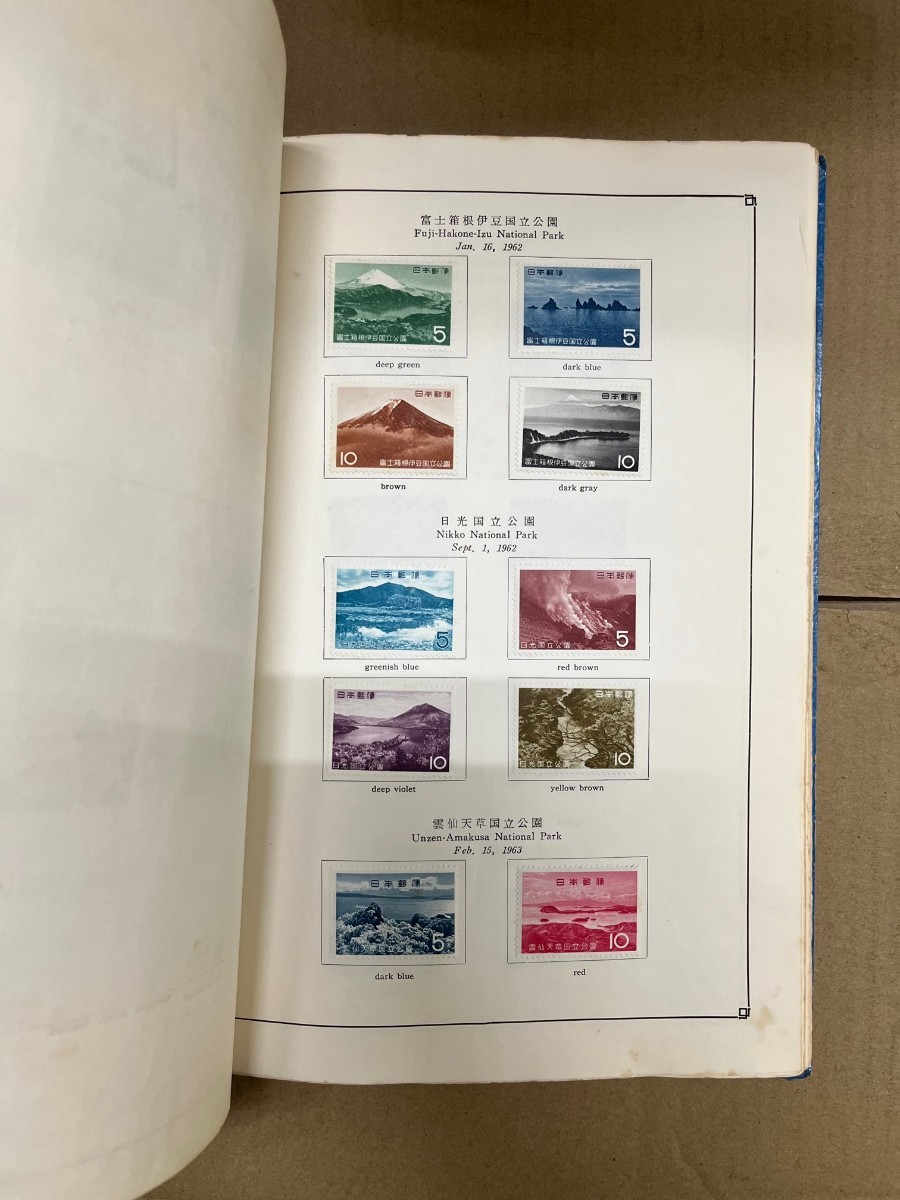 富士箱根伊豆国立公園
Fuji-Hakone-Izu National Park
Jan. 16, 1962
日本郵便
5
富士箱根伊豆国立公園
deep green
日本郵便
5
富士箱根伊豆国立公園
dark blue
日本郵便
10
富士箱根伊豆国立公園
brown
日本郵便
富士箱根伊豆国立公園
10
dark gray
日光国立公園
Nikko National Park
Sept. 1, 1962
日本郵便
5
日光国立公園
greenish blue
日本郵便
5
日光国立公園
red brown
日本郵便
10
日光国立公園
deep violet
日本郵便
10
日光国立公園
yellow brown
雲仙天草国立公園
Unzen-Amakusa National Park
Feb. 15, 1963
日本郵便
5
dark blue
日本郵便
雲仙天草国立公園 10
red